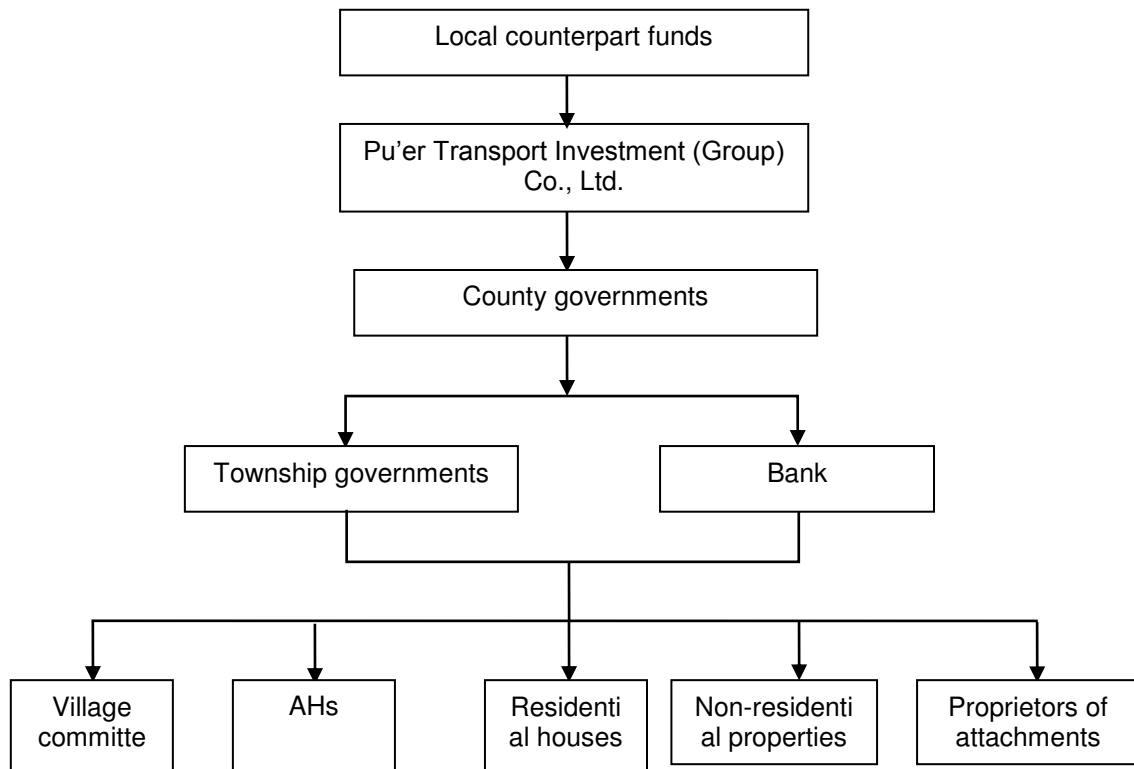 Local counterpart funds
Pu’er Transport Investment (Group)
Co., Ltd.
County governments
Township governments
Bank
Village
committe
AHs
Residenti
al houses
Non-residenti
al properties
Proprietors of
attachments